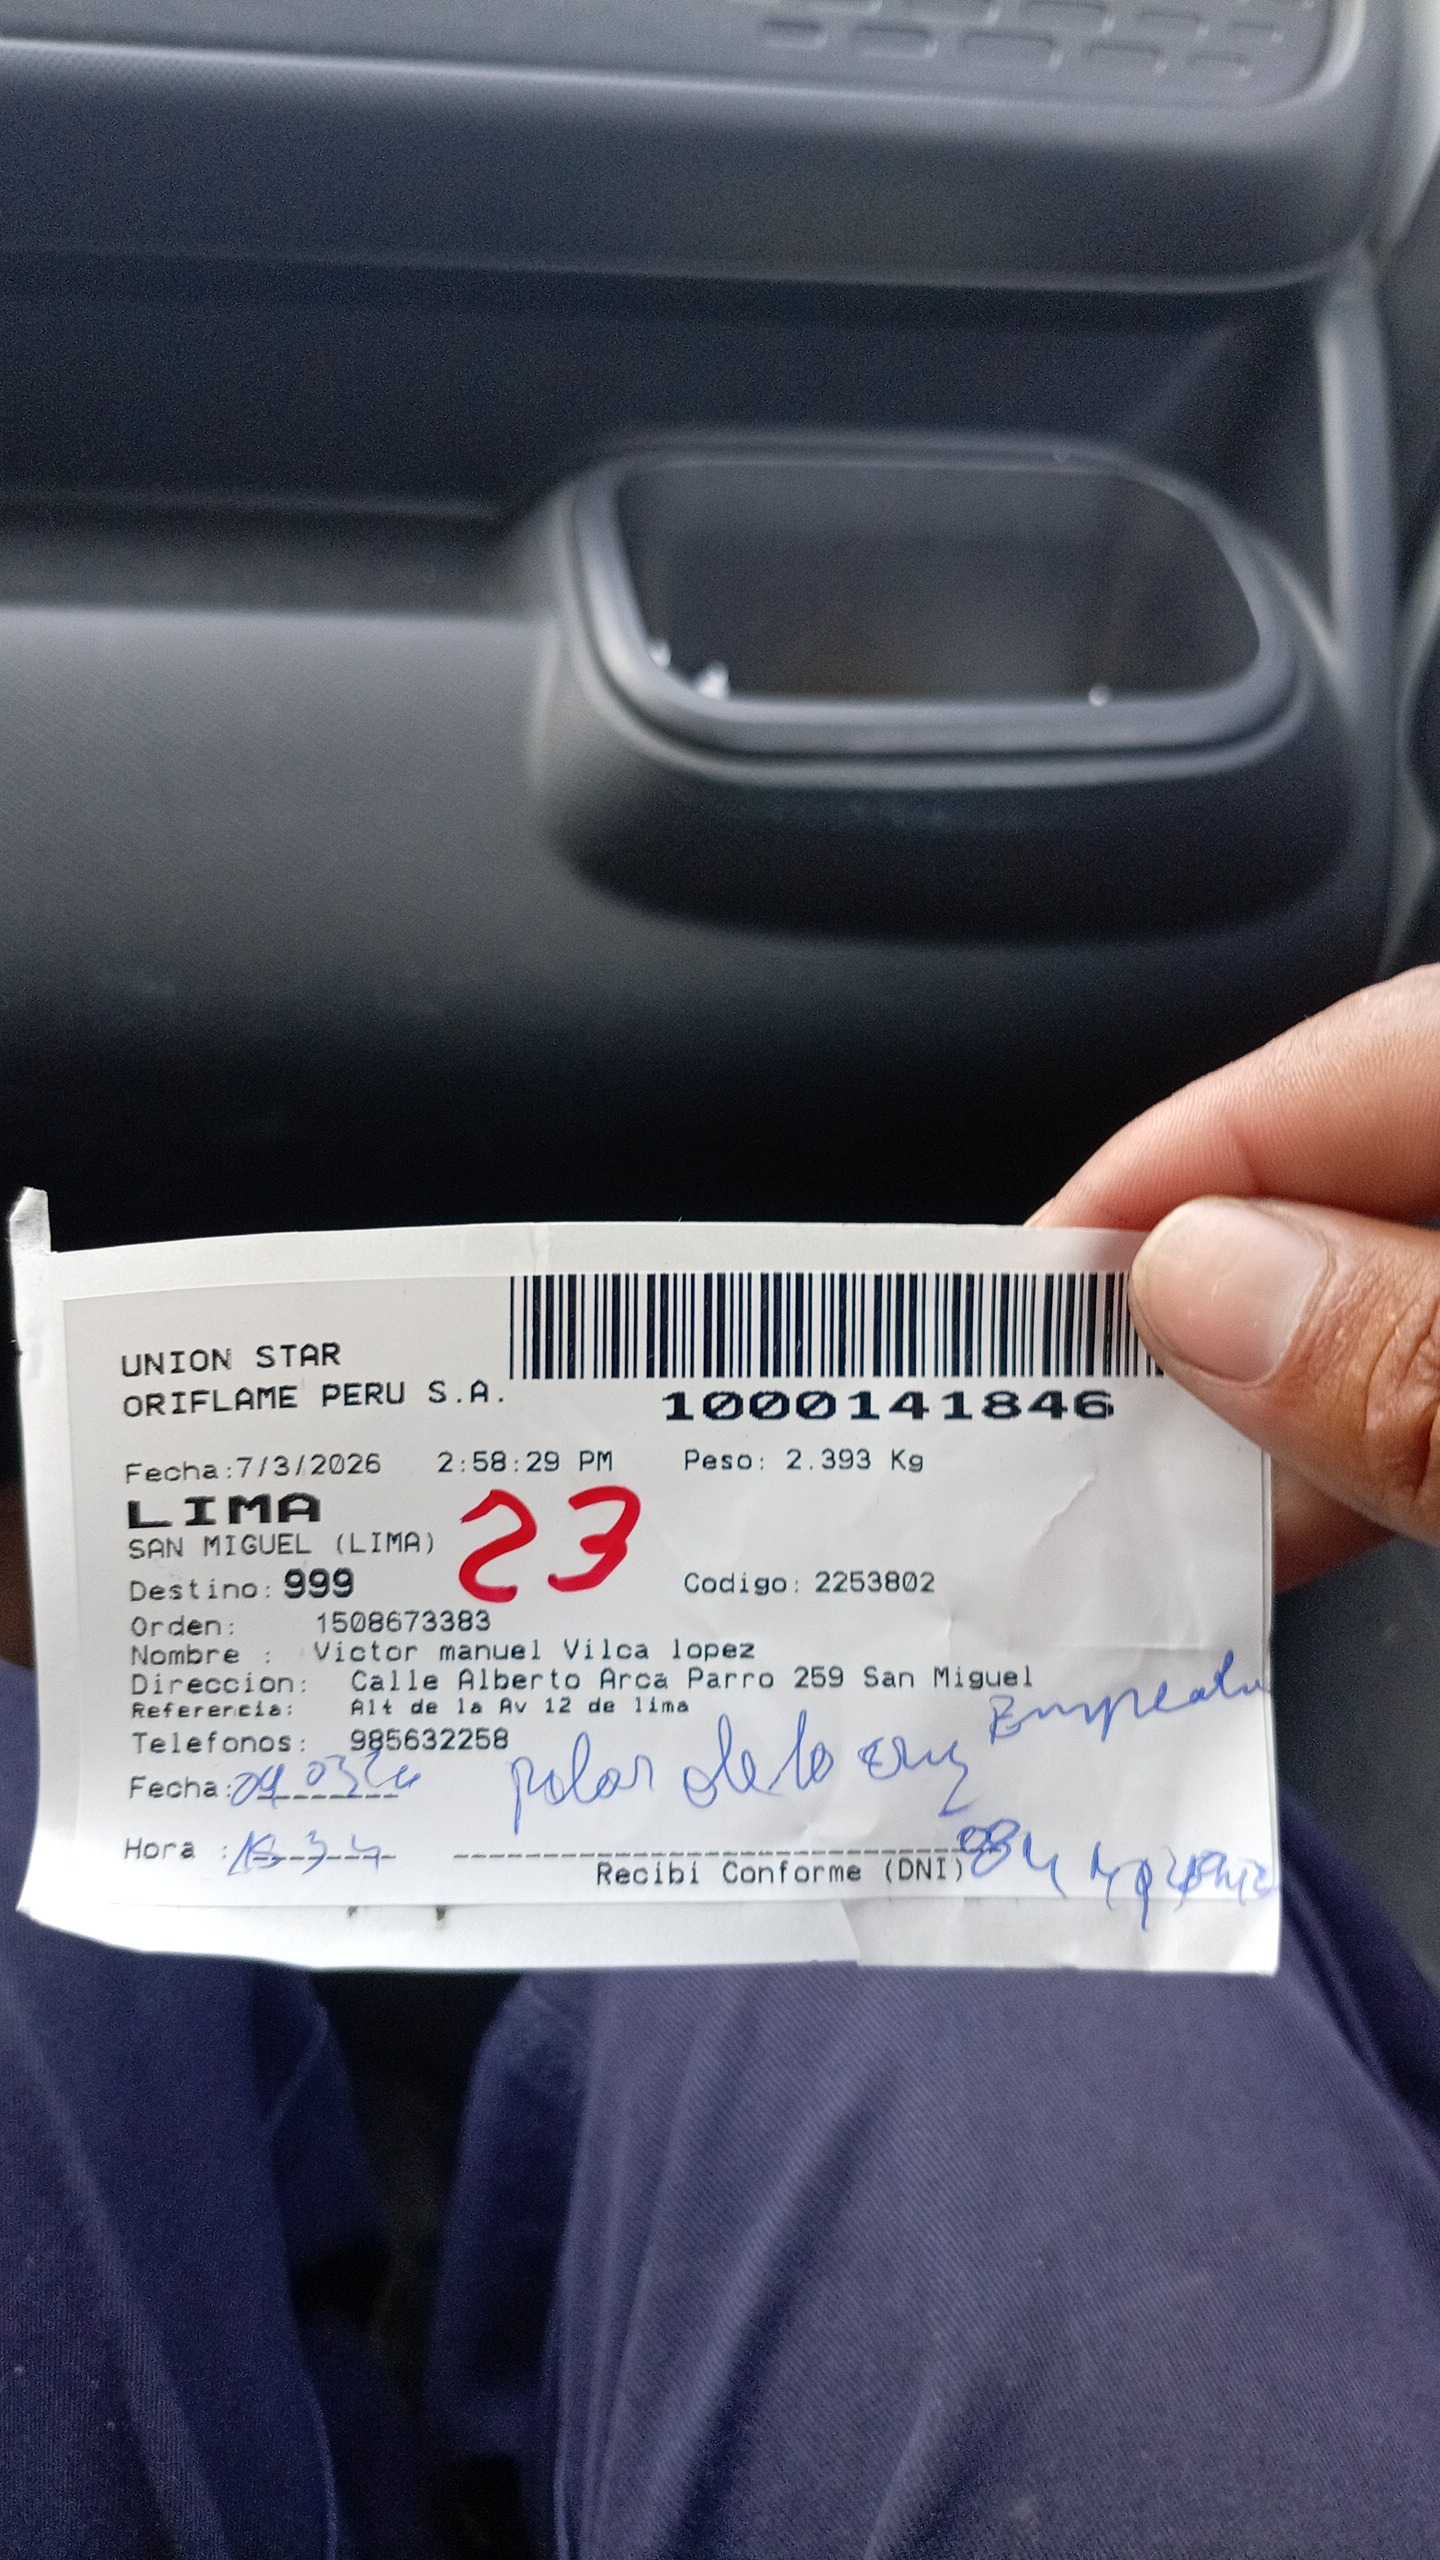 UNION STAR
ORIFLAME PERU S.A.
1000141846
Fecha:7/3/2026 2:58:29 PM Peso: 2.393 Kg
LIMA
23
SAN MIGUEL (LIMA)
Destino: 999 Codigo: 2253802
Orden: 1508673383
Nombre : Victor manuel Vilca lopez
Direccion: Calle Alberto Arca Parro 259 San Miguel
Referencia: Alt de la Av 12 de lima
Telefonos: 985632258
Fecha:
Hora :
Recibi Conforme (DNI)